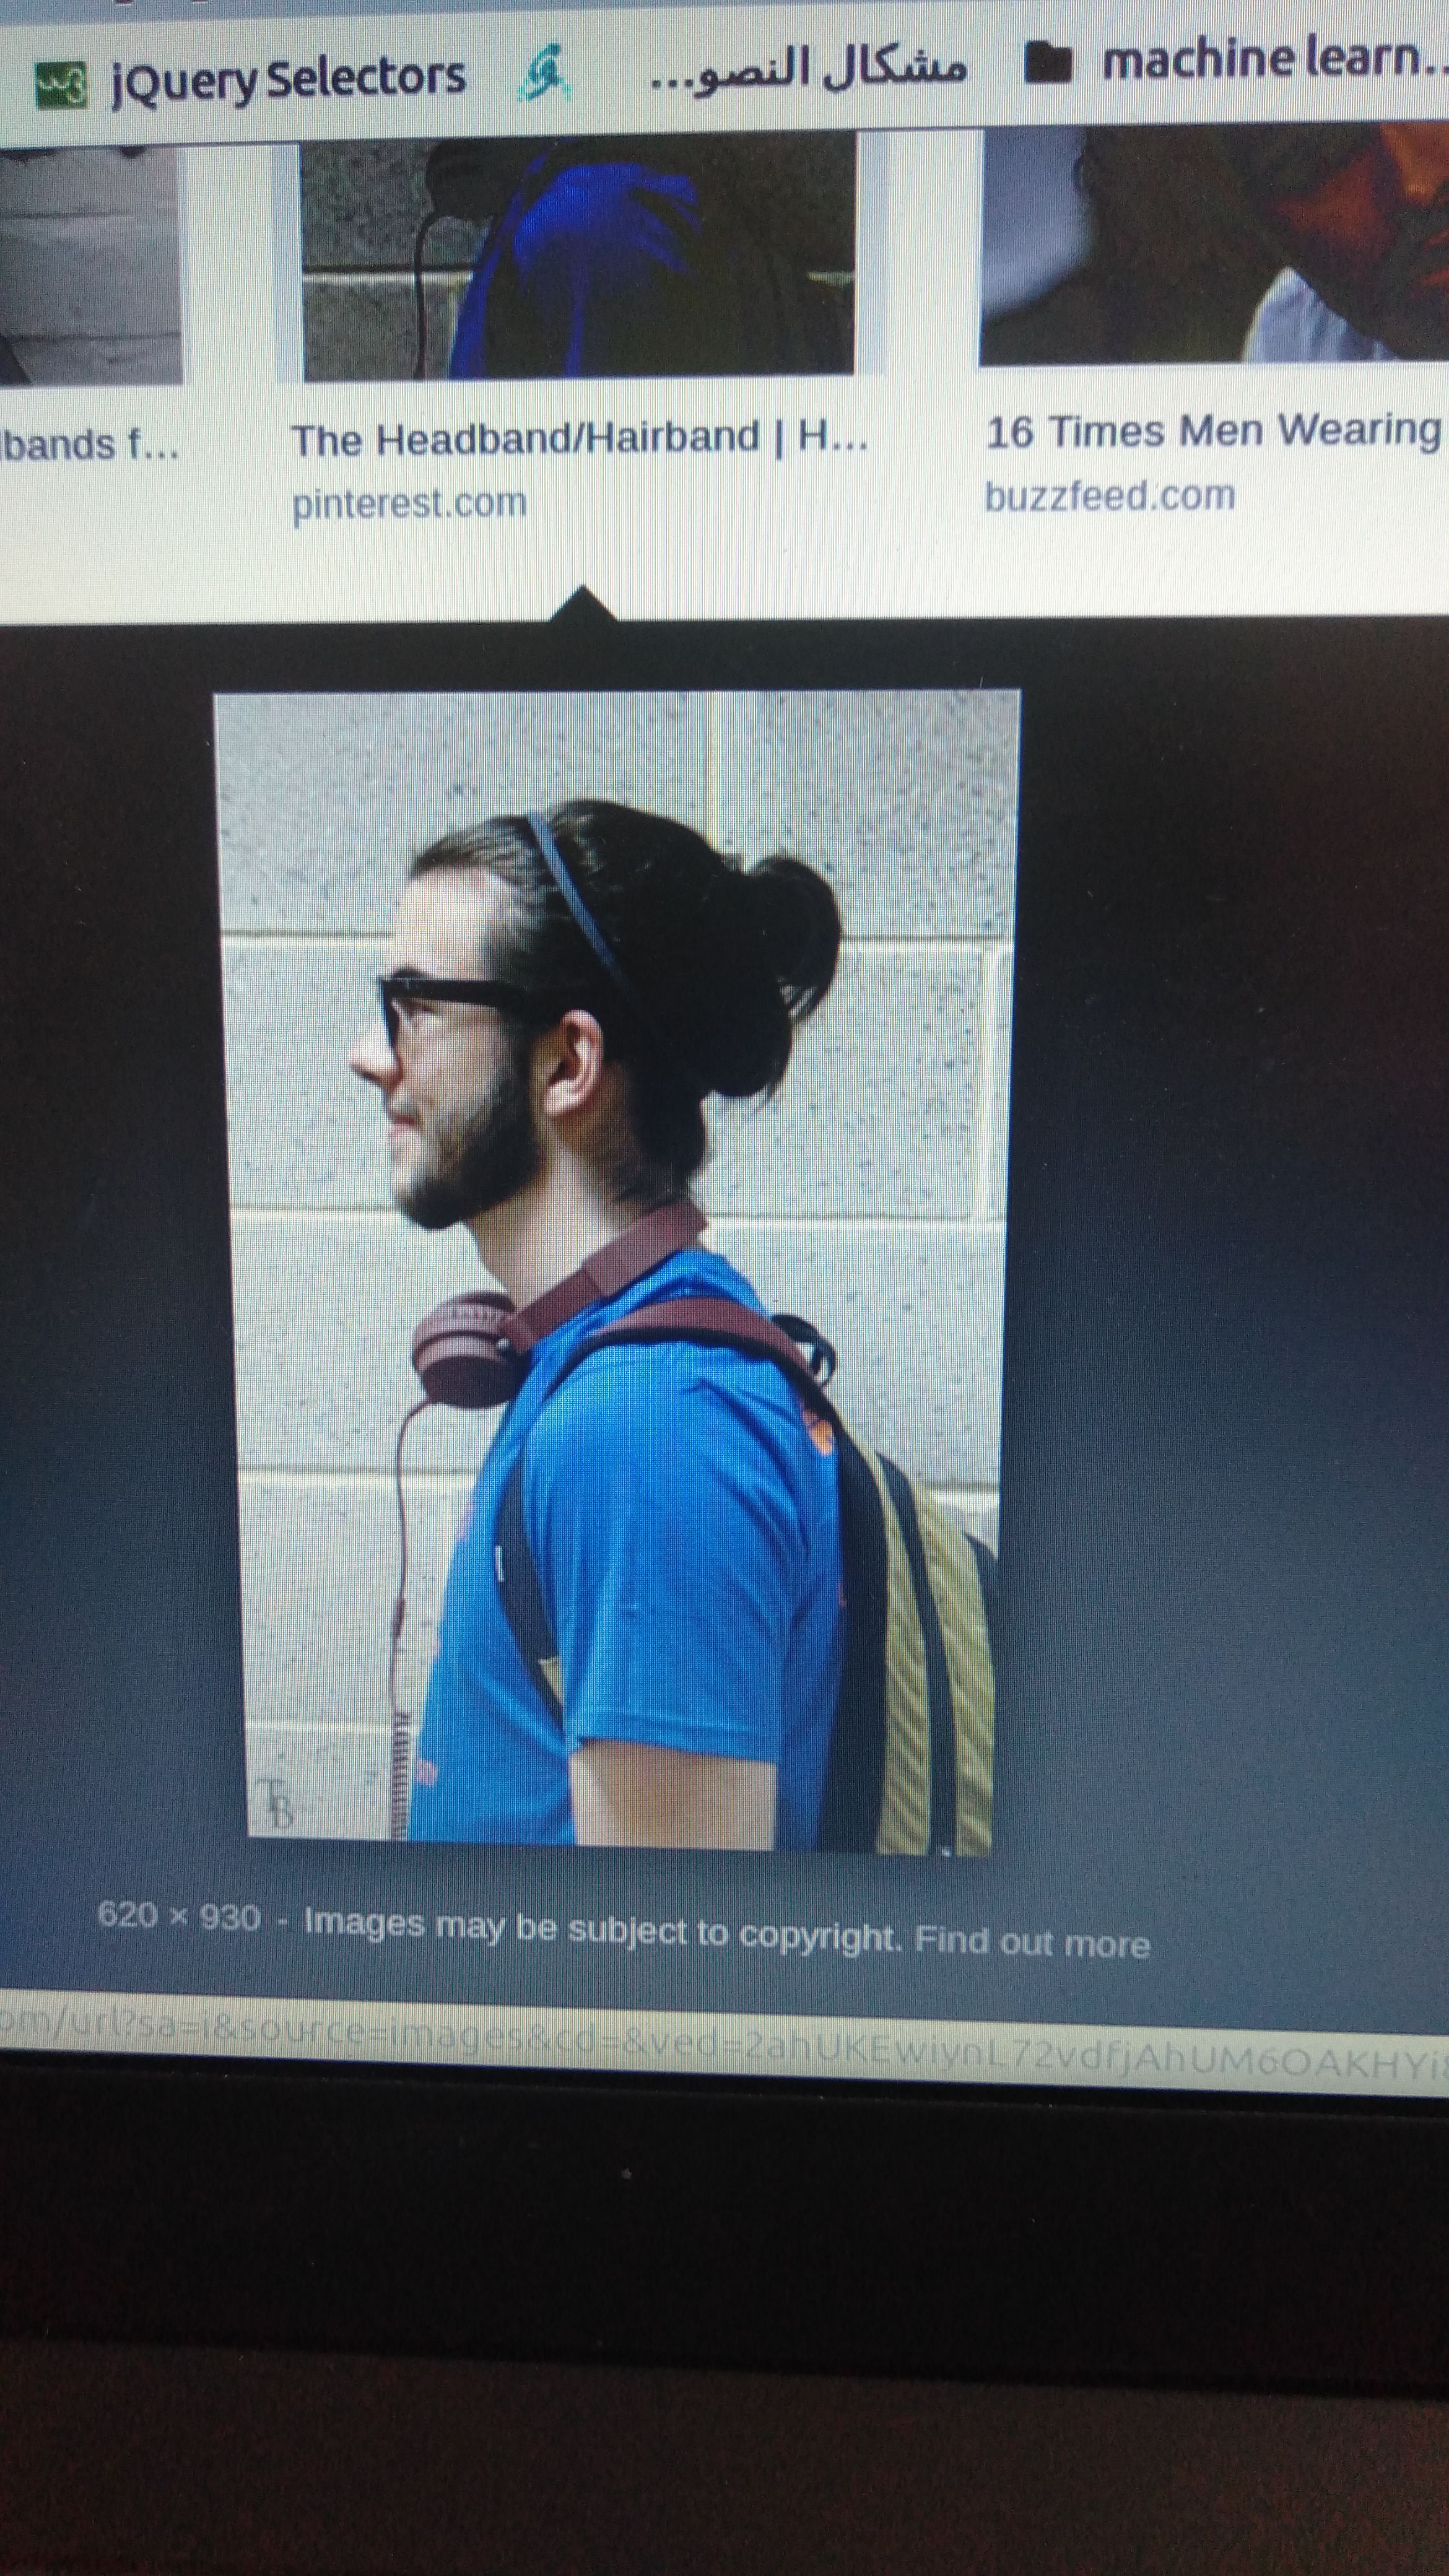 jQuery Selectors مشكال النصو... machine learn..
bands f... The Headband/Hairband | H... 16 Times Men Wearing
pinterest.com buzzfeed.com
TB
620 × 930 - Images may be subject to copyright. Find out more
om/url?sa=i&source=images&cd=&ved=2ahUKEwiynL72vdfjAhUM6OAKHYi